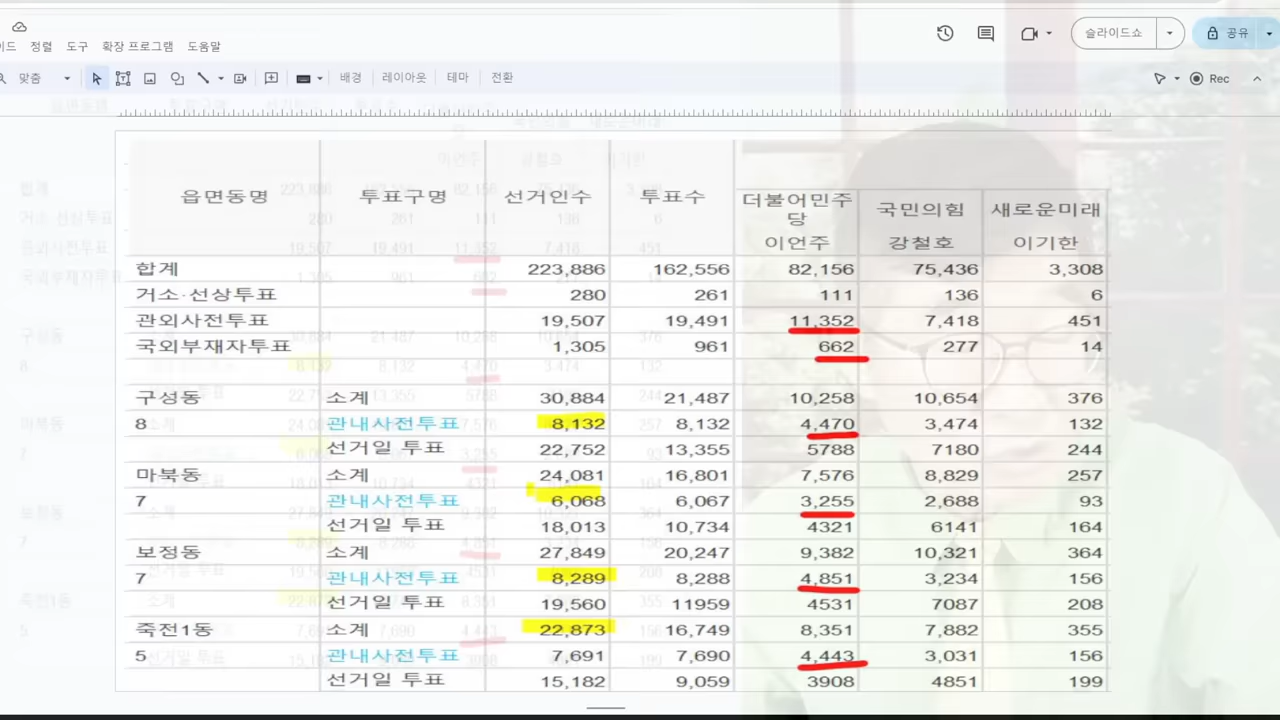 이드 정렬 도구 확장 프로그램 도움말
슬라이드쇼 공유
맞춤 배경 레이아웃 테마 전환 Rec
읍면동명 투표구명 선거인수 투표수 더불어민주당 이언주 국민의힘 강철호 새로운미래 이기한
합계 223,886 162,556 82,156 75,436 3,308
거소·선상투표 280 261 111 136 6
관외사전투표 19,507 19,491 11,352 7,418 451
국외부재자투표 1,305 961 662 277 14
구성동 소계 30,884 21,487 10,258 10,654 376
8 관내사전투표 8,132 8,132 4,470 3,474 132
선거일 투표 22,752 13,355 5788 7180 244
마북동 소계 24,081 16,801 7,576 8,829 257
7 관내사전투표 6,068 6,067 3,255 2,688 93
선거일 투표 18,013 10,734 4321 6141 164
보정동 소계 27,849 20,247 9,382 10,321 364
7 관내사전투표 8,289 8,288 4,851 3,234 156
선거일 투표 19,560 11959 4531 7087 208
죽전1동 소계 22,873 16,749 8,351 7,882 355
5 관내사전투표 7,691 7,690 4,443 3,031 156
선거일 투표 15,182 9,059 3908 4851 199